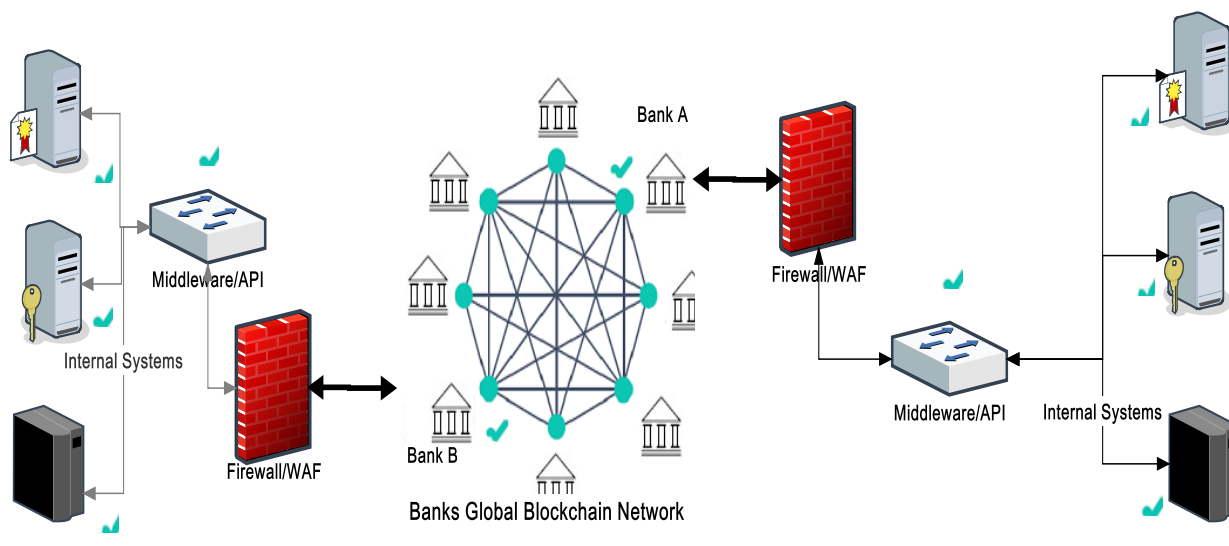 Bank A
Middleware/API
Firewall/WAF
Internal Systems
Middleware/API
Internal Systems
Bank B
Firewall/WAF
Banks Global Blockchain Network